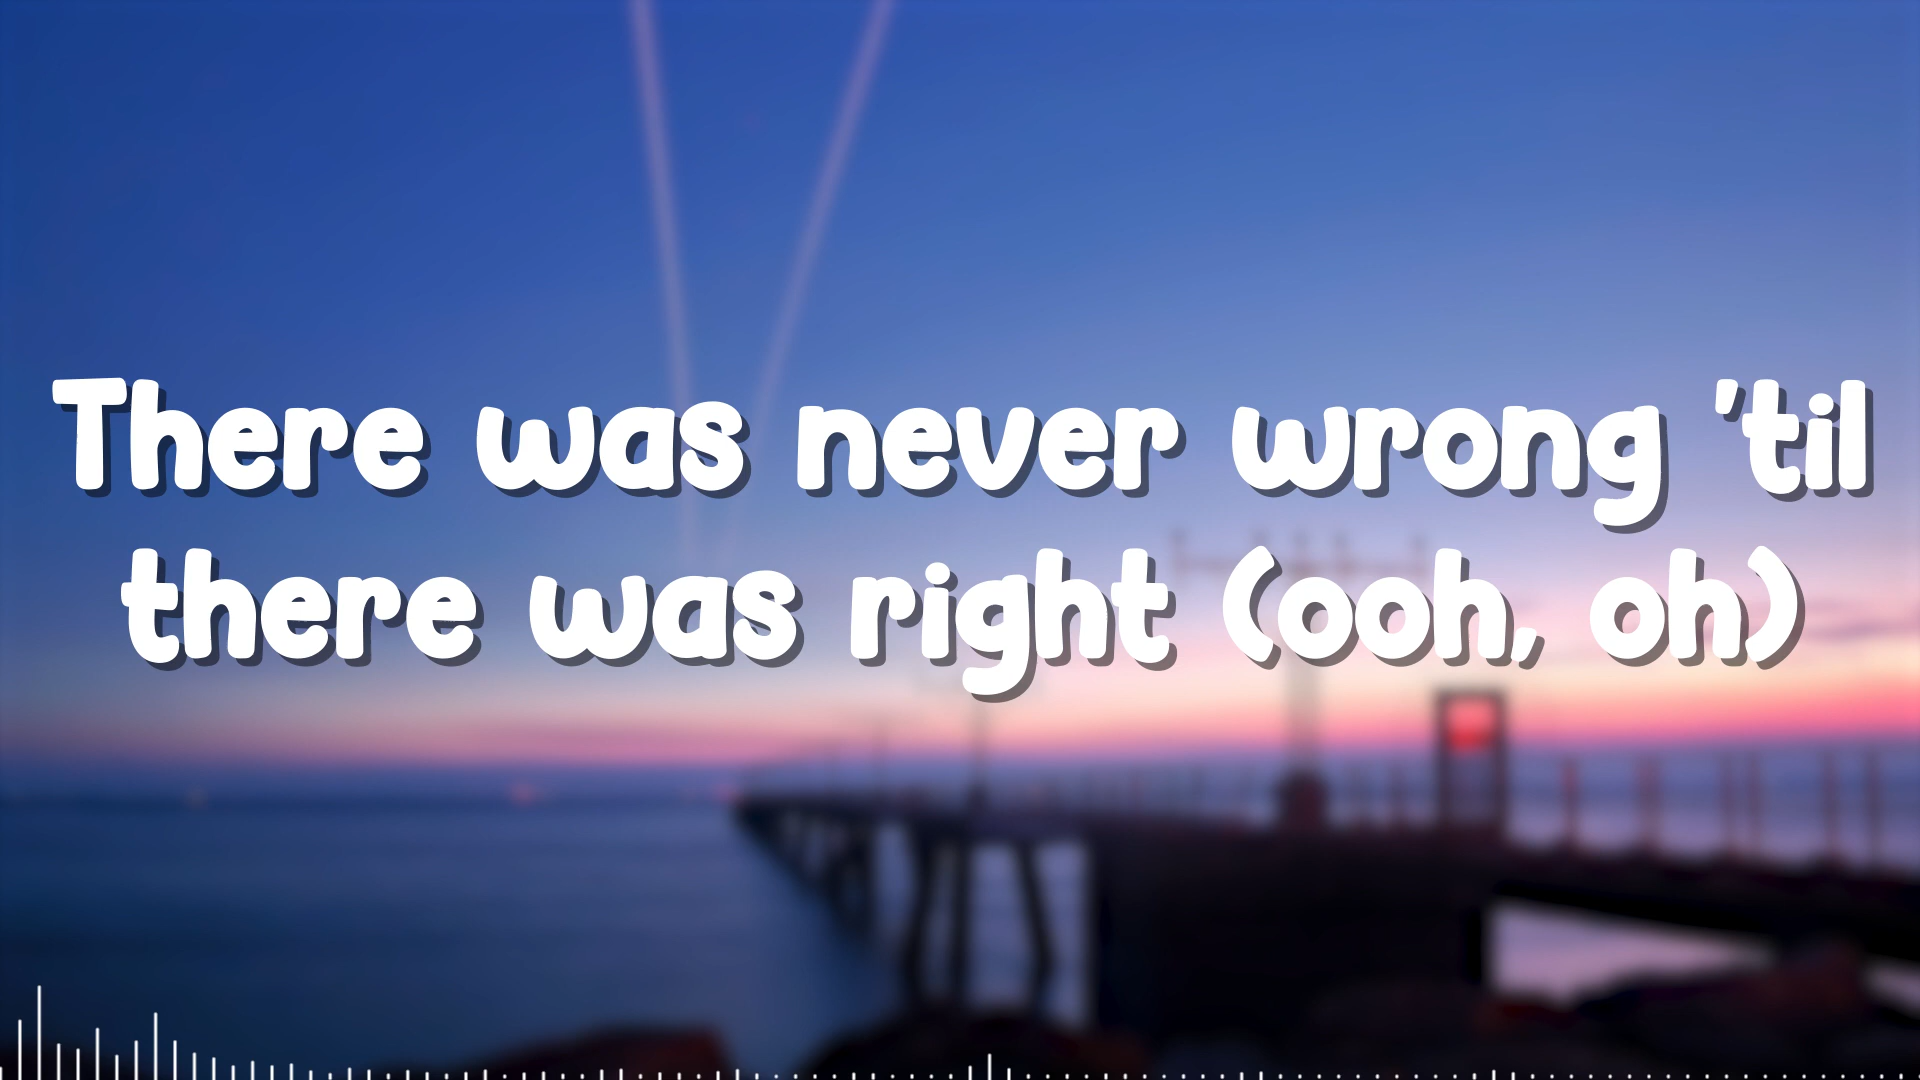 There was never wrong 'til
there was right (ooh, oh)